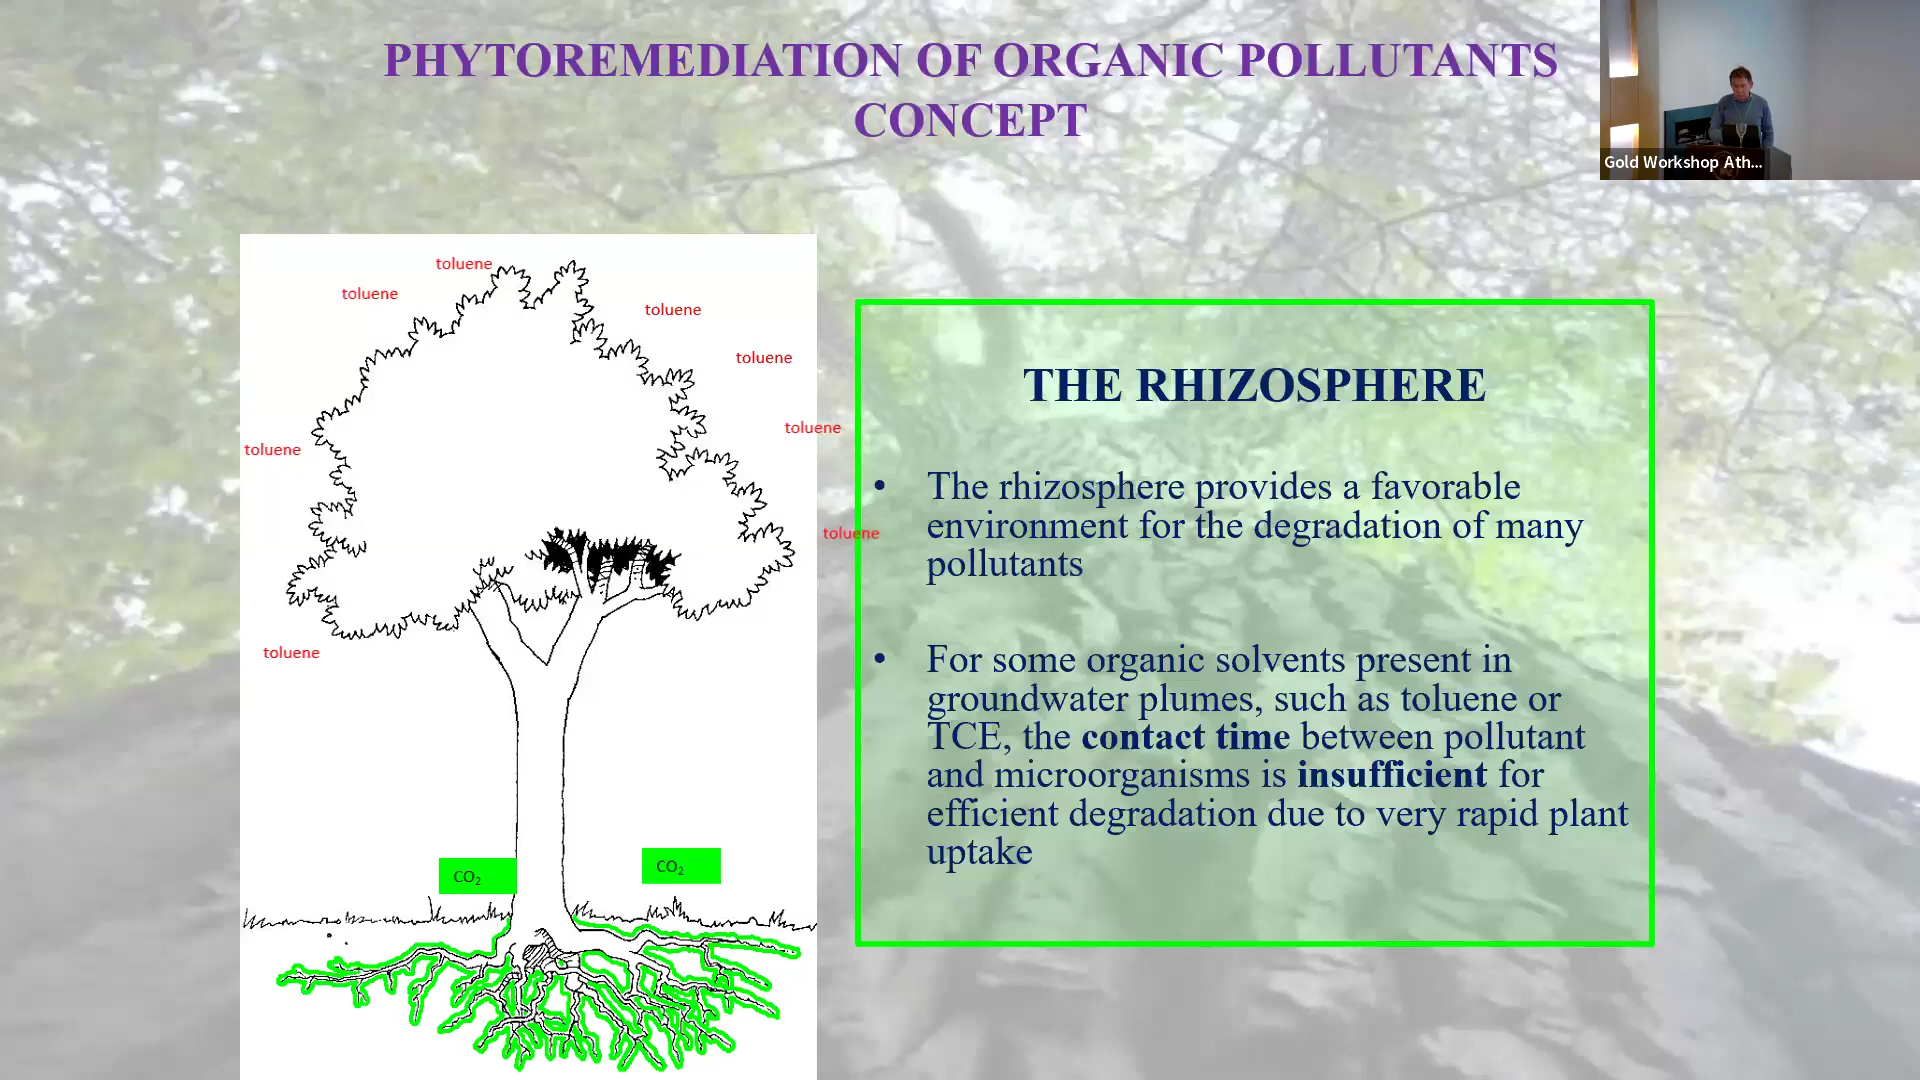 PHYTOREMEDIATION OF ORGANIC POLLUTANTS
CONCEPT
Gold Workshop Ath...
toluene
toluene
toluene
toluene
toluene
toluene
toluene
toluene
CO₂
CO₂
THE RHIZOSPHERE
• The rhizosphere provides a favorable
environment for the degradation of many
pollutants
• For some organic solvents present in
groundwater plumes, such as toluene or
TCE, the contact time between pollutant
and microorganisms is insufficient for
efficient degradation due to very rapid plant
uptake